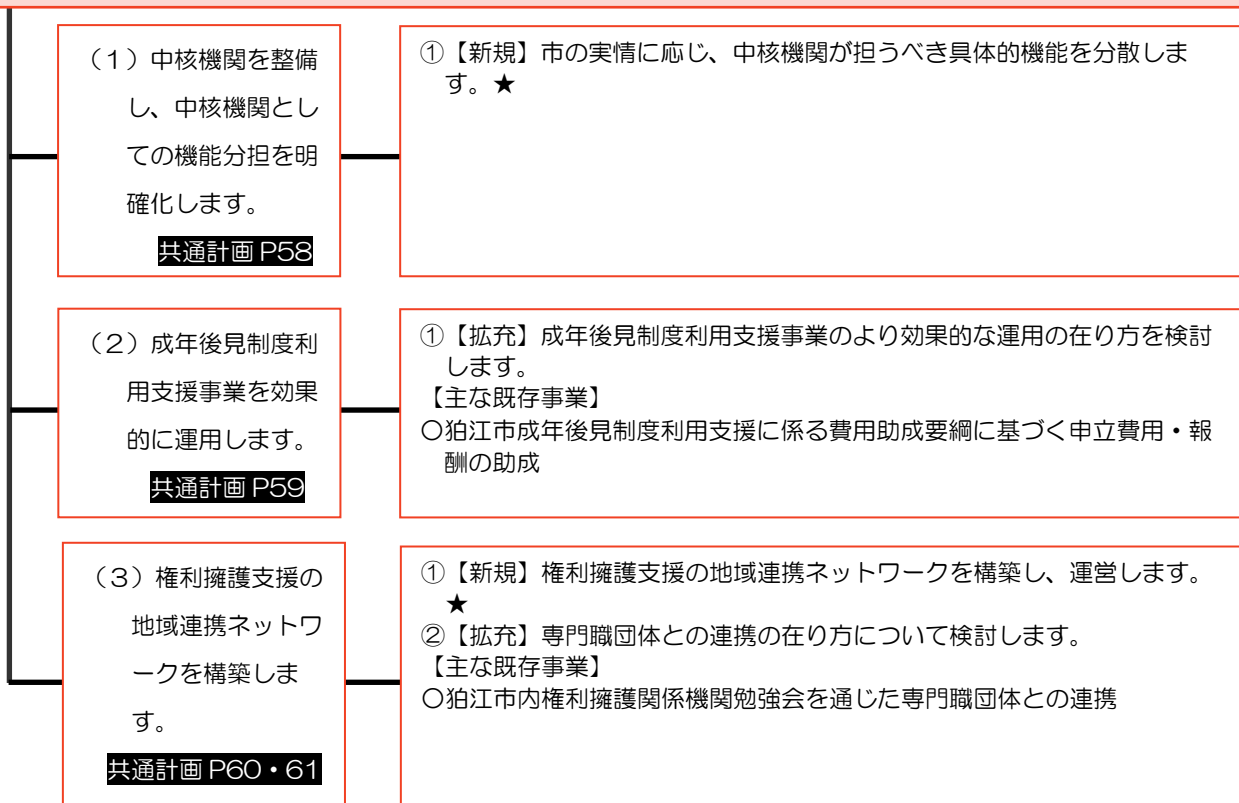 （１）中核機関を整備
し、中核機関とし
ての機能分担を明
確化します。
共通計画 P58
①【新規】市の実情に応じ、中核機関が担うべき具体的機能を分散しま
す。★
（２）成年後見制度利
用支援事業を効果
的に運用します。
共通計画 P59
①【拡充】成年後見制度利用支援事業のより効果的な運用の在り方を検討
します。
【主な既存事業】
〇狛江市成年後見制度利用支援に係る費用助成要綱に基づく申立費用・報
酬の助成
（３）権利擁護支援の
地域連携ネットワ
ークを構築しま
す。
共通計画 P60・61
①【新規】権利擁護支援の地域連携ネットワークを構築し、運営します。
★
②【拡充】専門職団体との連携の在り方について検討します。
【主な既存事業】
〇狛江市内権利擁護関係機関勉強会を通じた専門職団体との連携